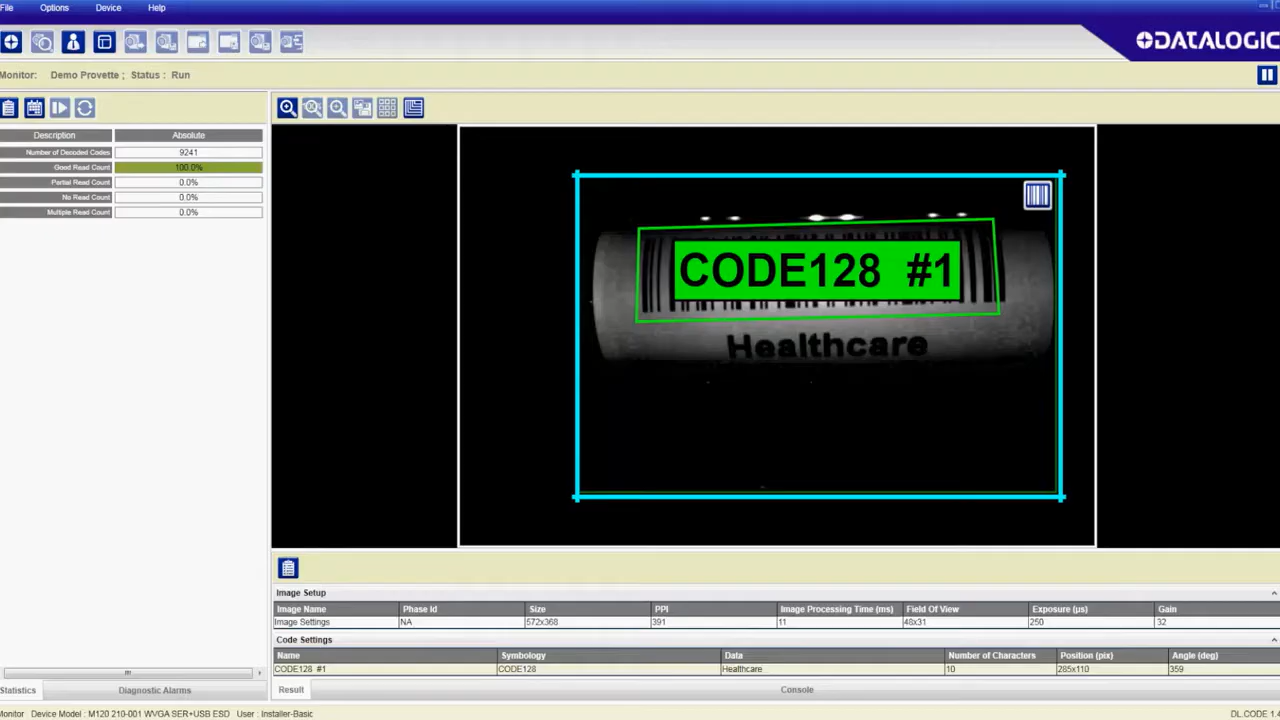 File Options Device Help
DATALOGIC
Monitor: Demo Provette ; Status : Run
Description Absolute
Number of Decoded Codes 9241
Good Read Count 100.0%
Partial Read Count 0.0%
No Read Count 0.0%
Multiple Read Count 0.0%
CODE128 #1
Healthcare
Image Setup
Image Name Phase Id Size PPI Image Processing Time (ms) Field Of View Exposure (µs) Gain
Image Settings NA 572x368 391 11 48x31 250 32
Code Settings
Name Symbology Data Number of Characters Position (pix) Angle (deg)
CODE128 #1 CODE128 Healthcare 10 285x110 359
Statistics Diagnostic Alarms Result Console
Monitor Device Model : M120 210-001 WVGA SER+USB ESD User : Installer-Basic DL.CODE 1.4